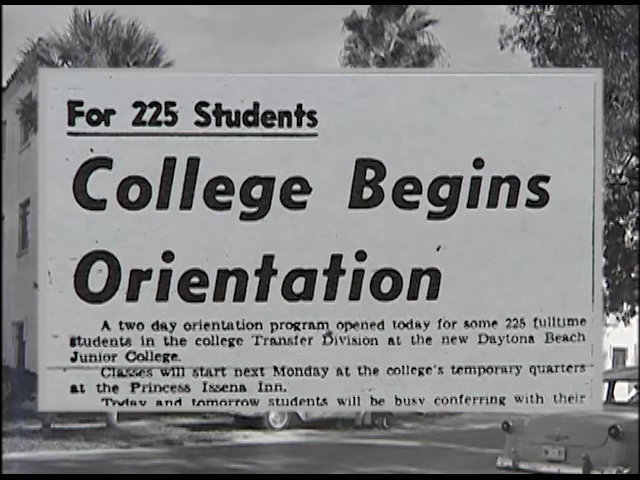 For 225 Students
College Begins
Orientation
A two day orientation program opened today for some 225 fulltime
students in the college Transfer Division at the new Daytona Beach
Junior College.
Classes will start next Monday at the college's temporary quarters
at the Princess Issena Inn.
Today and tomorrow students will be busy conferring with their